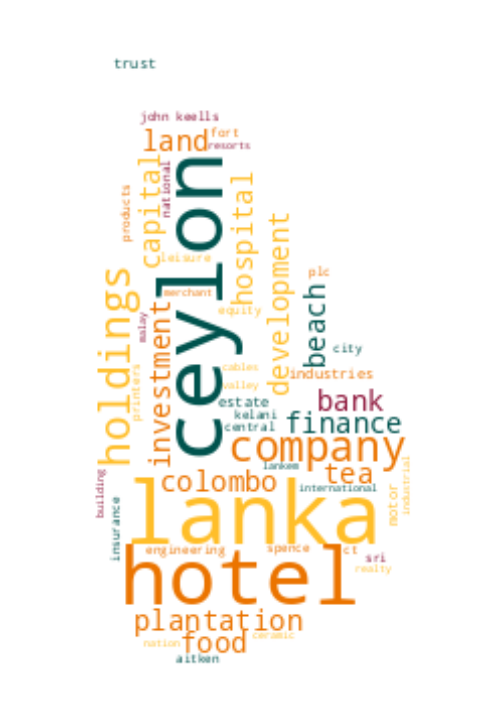 trust
john keells
land
fort
resorts
national
capital
ceylon
hospital
products
leisure
development
holdings
plc
merchant
beach
equity
investment
malay
city
cables
industries
printers
valley
bank
estate
kelani
finance
central
company
lankem
tea
colombo
international
building
industrial
motor
lanka
insurance
engineering
spence
ct
sri
hotel
realty
plantation
nation
food
ceramic
aitken